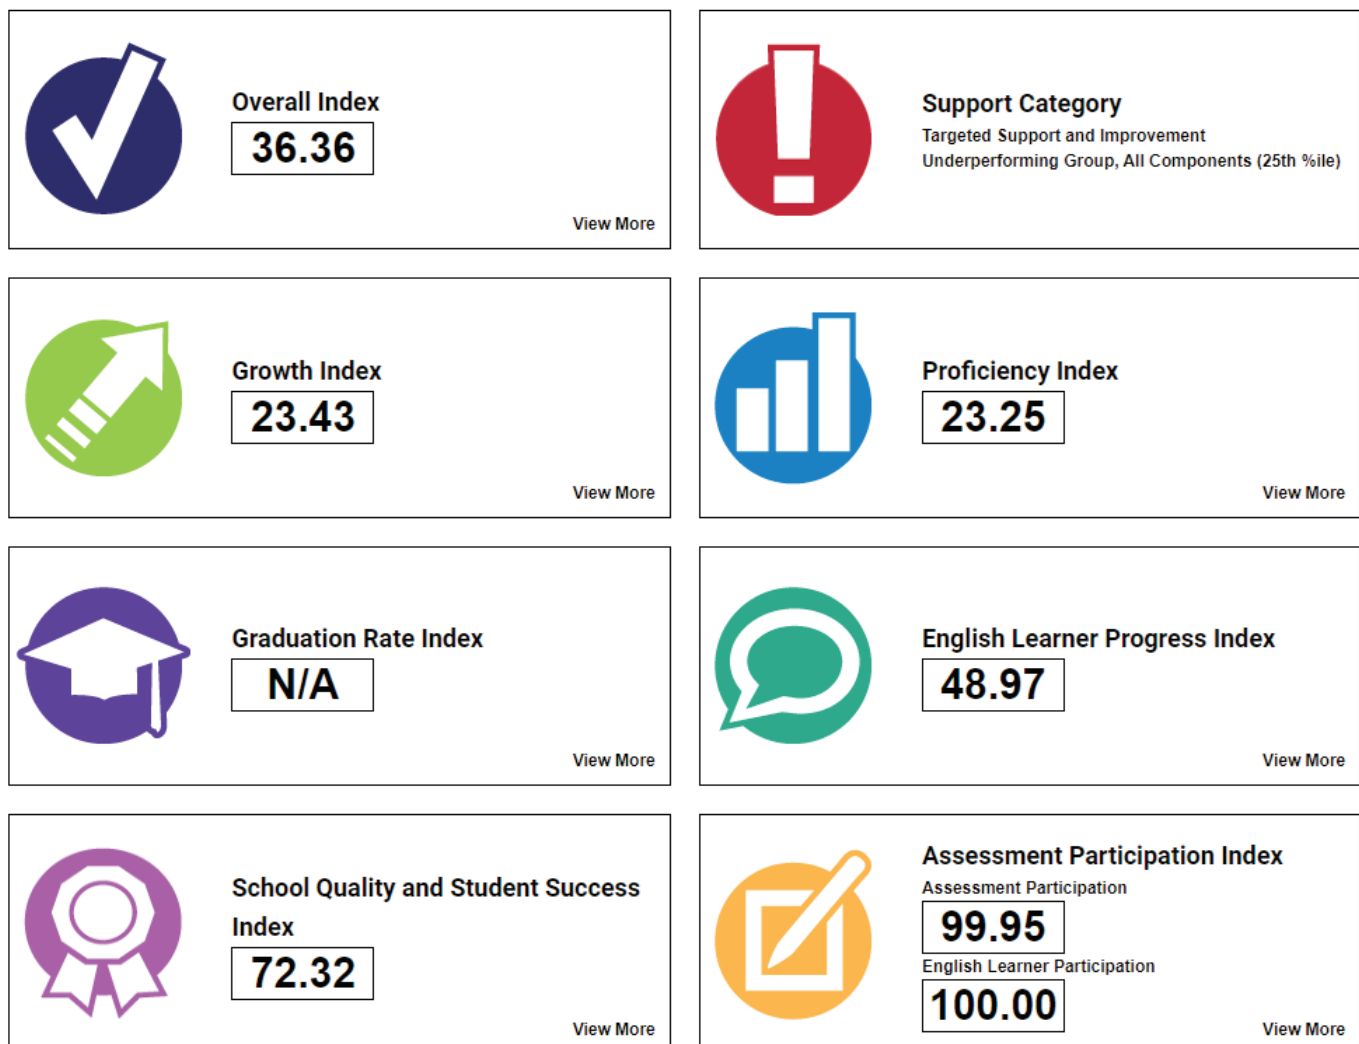 Overall Index
36.36
View More
Support Category
Targeted Support and Improvement
Underperforming Group, All Components (25th %ile)
Growth Index
23.43
View More
Proficiency Index
23.25
View More
Graduation Rate Index
N/A
View More
English Learner Progress Index
48.97
View More
School Quality and Student Success
Index
72.32
View More
Assessment Participation Index
Assessment Participation
99.95
English Learner Participation
100.00
View More